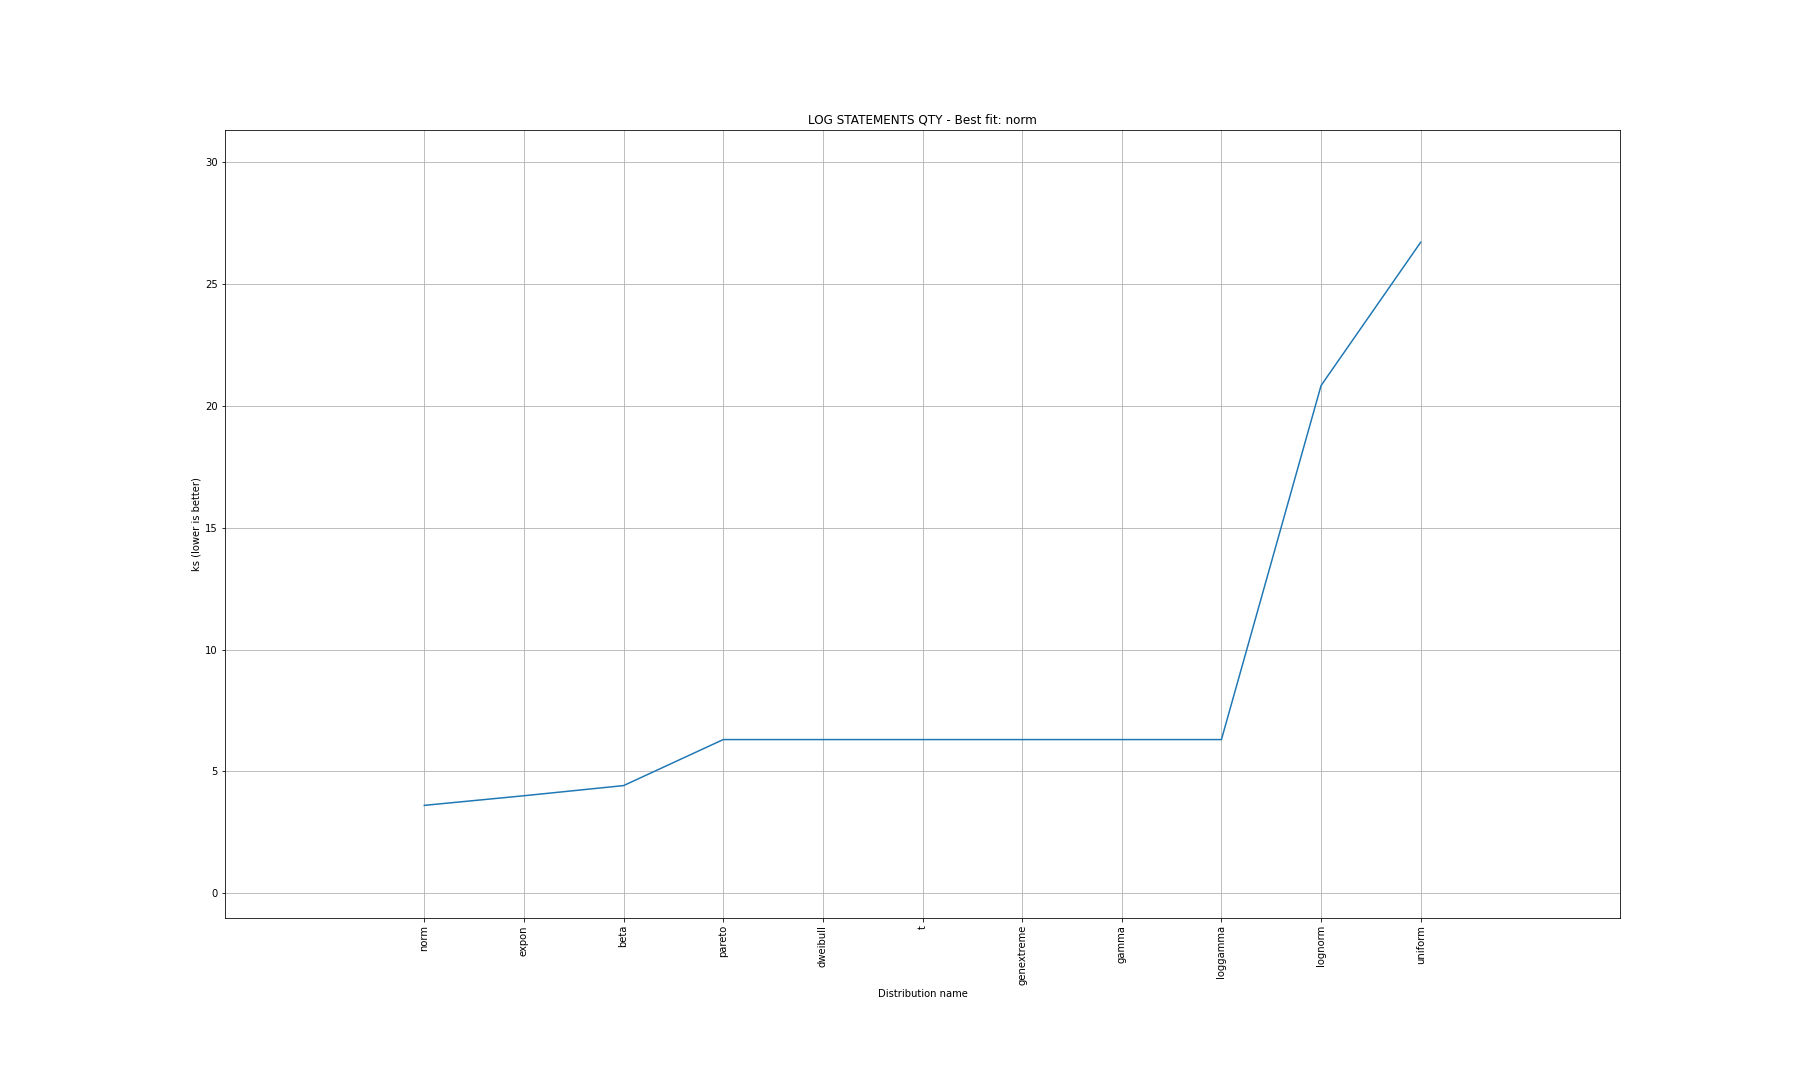 LOG STATEMENTS QTY - Best fit: norm
30
25
20
15
10
5
0
ks (lower is better)
norm
expon
beta
pareto
dweibull
t
genextreme
gamma
loggamma
lognorm
uniform
Distribution name